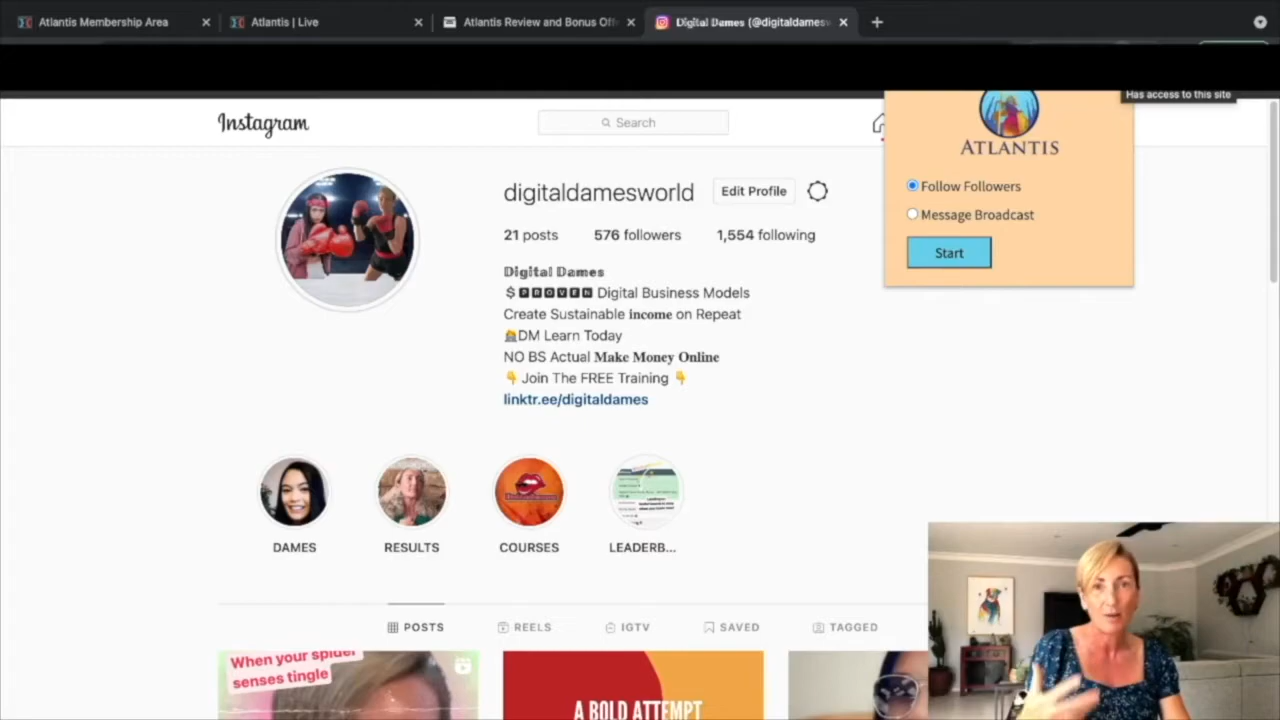 Atlantis Membership Area
Atlantis | Live
Atlantis Review and Bonus Off
Digital Dames (@digitaldamesw
Has access to this site
Instagram
Search
ATLANTIS
Follow Followers
Message Broadcast
Start
digitaldamesworld
Edit Profile
21 posts
576 followers
1,554 following
𝔻𝕚𝕘𝕚𝕥𝕒𝕝 𝔻𝕒𝕞𝕖𝕤
$🅿🆁🅾🆅🅴🅽 Digital Business Models
Create Sustainable 𝐢𝐧𝐜𝐨𝐦𝐞 on Repeat
DM Learn Today
NO BS Actual 𝐌𝐚𝐤𝐞 𝐌𝐨𝐧𝐞𝐲 𝐎𝐧𝐥𝐢𝐧𝐞
👇 Join The FREE Training 👇
linktr.ee/digitaldames
DAMES
RESULTS
COURSES
LEADERB...
POSTS
REELS
IGTV
SAVED
TAGGED
When your spider
senses tingle
A BOLD ATTEMPT